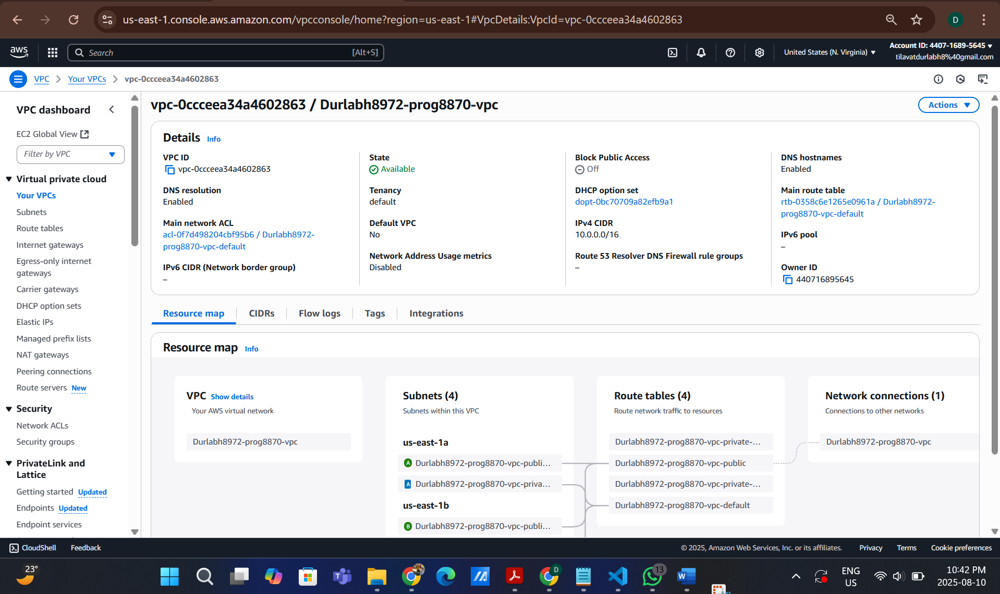 us-east-1.console.aws.amazon.com/vpcconsole/home?region=us-east-1#VpcDetails:VpcId=vpc-0ccceea34a4602863
D
aws
Search
[Alt+S]
United States (N. Virginia)
Account ID: 4407-1689-5645
tilavatdurlabh8%40gmail.com
VPC
Your VPCs
vpc-0ccceea34a4602863
VPC dashboard
EC2 Global View
Filter by VPC
Virtual private cloud
Your VPCs
Subnets
Route tables
Internet gateways
Egress-only internet
gateways
Carrier gateways
DHCP option sets
Elastic IPs
Managed prefix lists
NAT gateways
Peering connections
Route servers New
Security
Network ACLs
Security groups
PrivateLink and
Lattice
Getting started Updated
Endpoints Updated
Endpoint services
vpc-0ccceea34a4602863 / Durlabh8972-prog8870-vpc
Actions
Details Info
VPC ID
vpc-0ccceea34a4602863
DNS resolution
Enabled
Main network ACL
acl-0f7d498204cbf95b6 / Durlabh8972-
prog8870-vpc-default
IPv6 CIDR (Network border group)
–
State
Available
Tenancy
default
Default VPC
No
Network Address Usage metrics
Disabled
Block Public Access
Off
DHCP option set
dopt-0bc70709a82efb9a1
IPv4 CIDR
10.0.0.0/16
Route 53 Resolver DNS Firewall rule groups
–
DNS hostnames
Enabled
Main route table
rtb-0358c6e1265e0961a / Durlabh8972-
prog8870-vpc-default
IPv6 pool
–
Owner ID
440716895645
Resource map
CIDRs
Flow logs
Tags
Integrations
Resource map Info
VPC Show details
Your AWS virtual network
Durlabh8972-prog8870-vpc
Subnets (4)
Subnets within this VPC
us-east-1a
A Durlabh8972-prog8870-vpc-publi...
A Durlabh8972-prog8870-vpc-priva...
us-east-1b
B Durlabh8972-prog8870-vpc-publi...
Route tables (4)
Route network traffic to resources
Durlabh8972-prog8870-vpc-private-...
Durlabh8972-prog8870-vpc-public
Durlabh8972-prog8870-vpc-private-...
Durlabh8972-prog8870-vpc-default
Network connections (1)
Connections to other networks
Durlabh8972-prog8870-vpc
CloudShell
Feedback
© 2025, Amazon Web Services, Inc. or its affiliates.
Privacy
Terms
Cookie preferences
23°
D
13
ENG
US
10:42 PM
2025-08-10